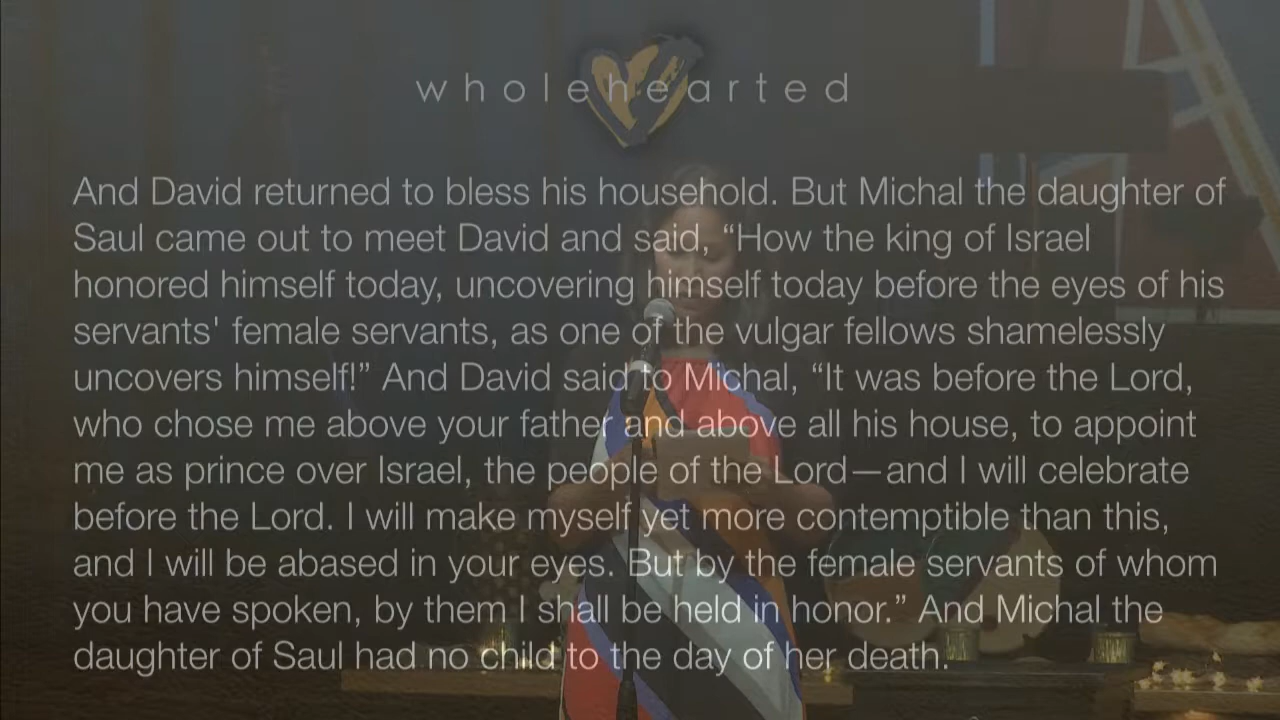 wholehearted
And David returned to bless his household. But Michal the daughter of
Saul came out to meet David and said, “How the king of Israel
honored himself today, uncovering himself today before the eyes of his
servants' female servants, as one of the vulgar fellows shamelessly
uncovers himself!” And David said to Michal, “It was before the Lord,
who chose me above your father and above all his house, to appoint
me as prince over Israel, the people of the Lord—and I will celebrate
before the Lord. I will make myself yet more contemptible than this,
and I will be abased in your eyes. But by the female servants of whom
you have spoken, by them I shall be held in honor.” And Michal the
daughter of Saul had no child to the day of her death.